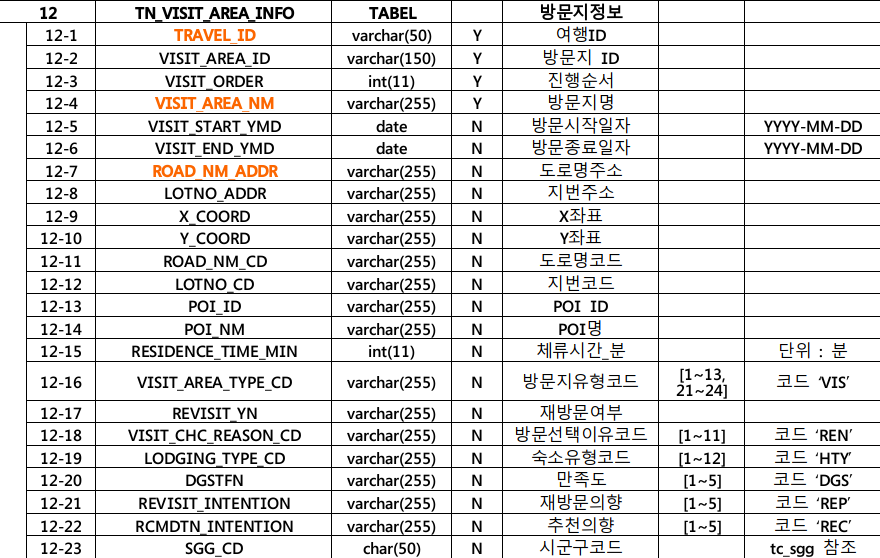 12 TN_VISIT_AREA_INFO TABEL 방문지정보
12-1 TRAVEL_ID varchar(50) Y 여행ID
12-2 VISIT_AREA_ID varchar(150) Y 방문지 ID
12-3 VISIT_ORDER int(11) Y 진행순서
12-4 VISIT_AREA_NM varchar(255) Y 방문지명
12-5 VISIT_START_YMD date N 방문시작일자 YYYY-MM-DD
12-6 VISIT_END_YMD date N 방문종료일자 YYYY-MM-DD
12-7 ROAD_NM_ADDR varchar(255) N 도로명주소
12-8 LOTNO_ADDR varchar(255) N 지번주소
12-9 X_COORD varchar(255) N X좌표
12-10 Y_COORD varchar(255) N Y좌표
12-11 ROAD_NM_CD varchar(255) N 도로명코드
12-12 LOTNO_CD varchar(255) N 지번코드
12-13 POI_ID varchar(255) N POI ID
12-14 POI_NM varchar(255) N POI명
12-15 RESIDENCE_TIME_MIN int(11) N 체류시간_분 단위 : 분
12-16 VISIT_AREA_TYPE_CD varchar(255) N 방문지유형코드 [1~13, 21~24] 코드 ‘VIS’
12-17 REVISIT_YN varchar(255) N 재방문여부
12-18 VISIT_CHC_REASON_CD varchar(255) N 방문선택이유코드 [1~11] 코드 ‘REN’
12-19 LODGING_TYPE_CD varchar(255) N 숙소유형코드 [1~12] 코드 ‘HTY’
12-20 DGSTFN varchar(255) N 만족도 [1~5] 코드 ‘DGS’
12-21 REVISIT_INTENTION varchar(255) N 재방문의향 [1~5] 코드 ‘REP’
12-22 RCMDTN_INTENTION varchar(255) N 추천의향 [1~5] 코드 ‘REC’
12-23 SGG_CD char(50) N 시군구코드 tc_sgg 참조